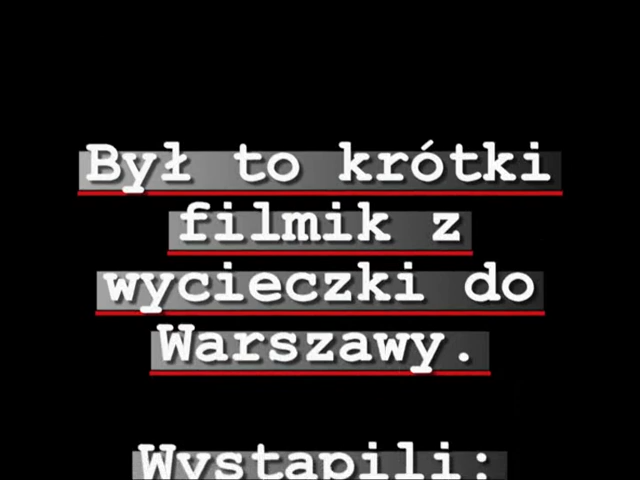 Był to krótki
filmik z
wycieczki do
Warszawy.
Wystąpili: